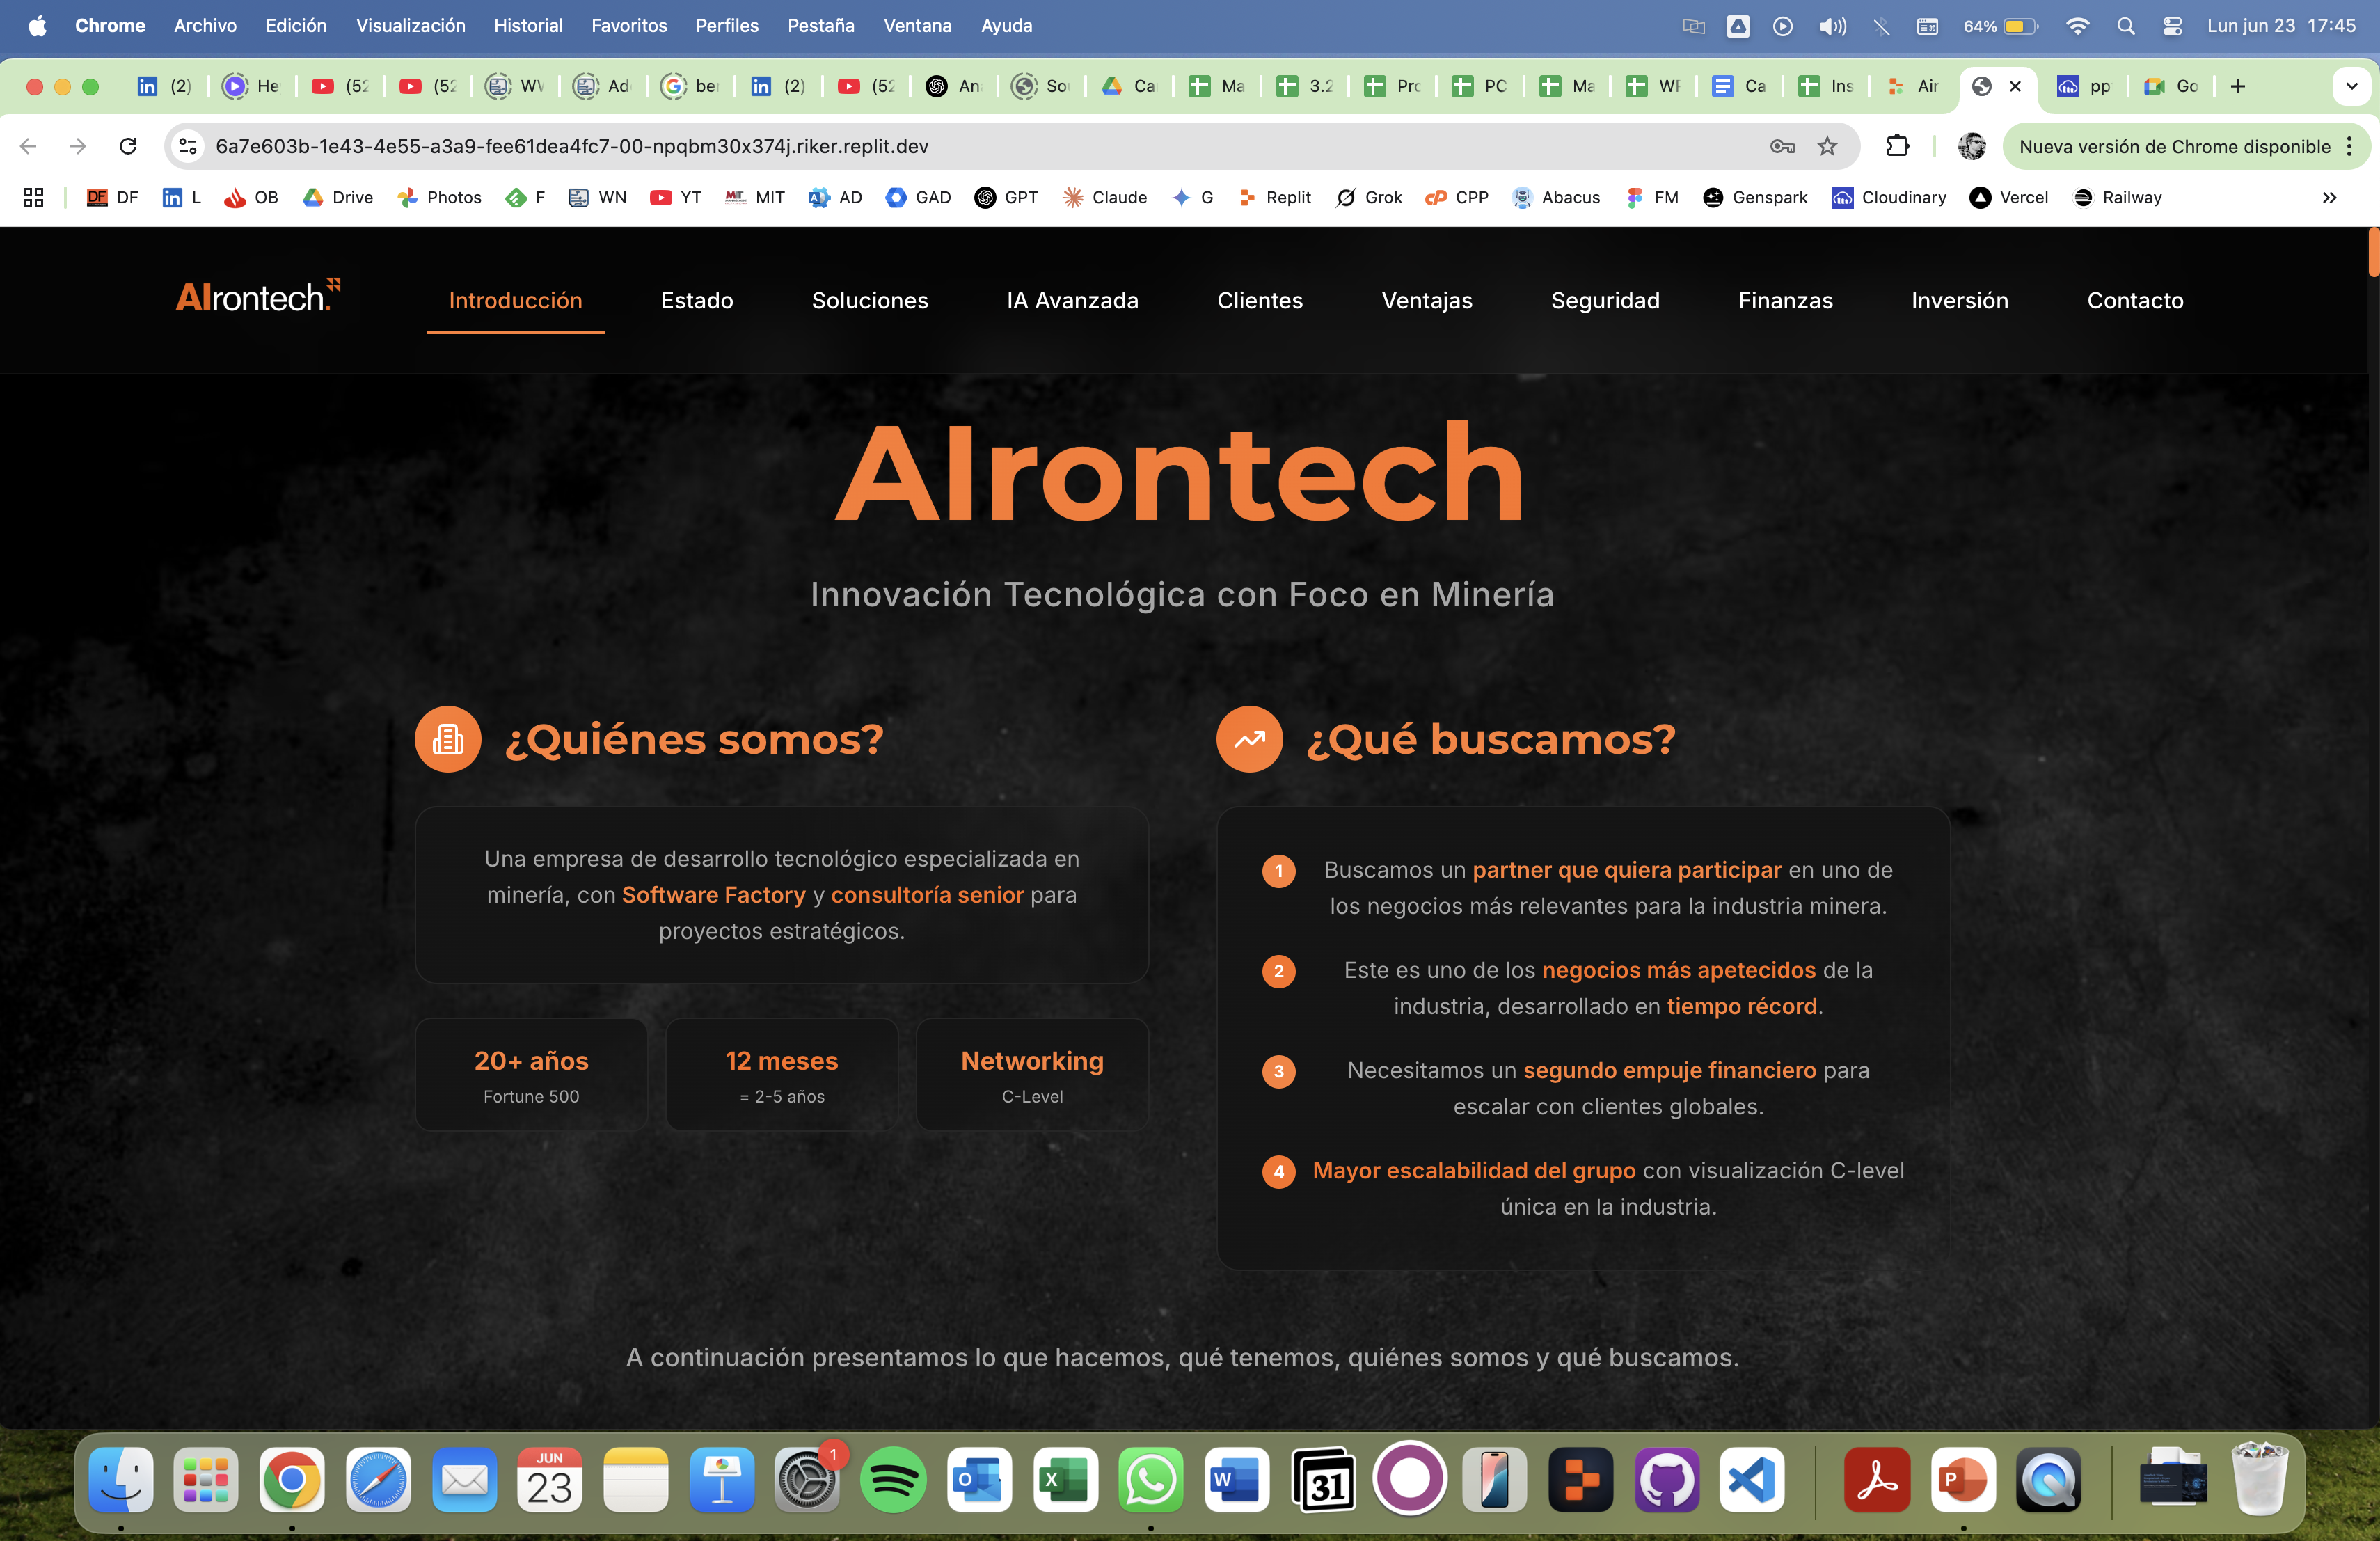 Chrome Archivo Edición Visualización Historial Favoritos Perfiles Pestaña Ventana Ayuda 64% Lun jun 23 17:45
(2) He (52 (52 WV Ad ber (2) (52 An So Ca Ma 3.2 Pro PC Ma WF Ca Ins Air pp Go
6a7e603b-1e43-4e55-a3a9-fee61dea4fc7-00-npqbm30x374j.riker.replit.dev Nueva versión de Chrome disponible
DF DF L OB Drive Photos F WN YT MIT MIT AD GAD GPT Claude G Replit Grok CPP Abacus FM Genspark Cloudinary Vercel Railway
AIrontech. Introducción Estado Soluciones IA Avanzada Clientes Ventajas Seguridad Finanzas Inversión Contacto
AIrontech
Innovación Tecnológica con Foco en Minería
¿Quiénes somos?
Una empresa de desarrollo tecnológico especializada en
minería, con Software Factory y consultoría senior para
proyectos estratégicos.
20+ años
Fortune 500
12 meses
= 2-5 años
Networking
C-Level
¿Qué buscamos?
1 Buscamos un partner que quiera participar en uno de
los negocios más relevantes para la industria minera.
2 Este es uno de los negocios más apetecidos de la
industria, desarrollado en tiempo récord.
3 Necesitamos un segundo empuje financiero para
escalar con clientes globales.
4 Mayor escalabilidad del grupo con visualización C-level
única en la industria.
A continuación presentamos lo que hacemos, qué tenemos, quiénes somos y qué buscamos.
JUN
23
1
O
X
W
31
P